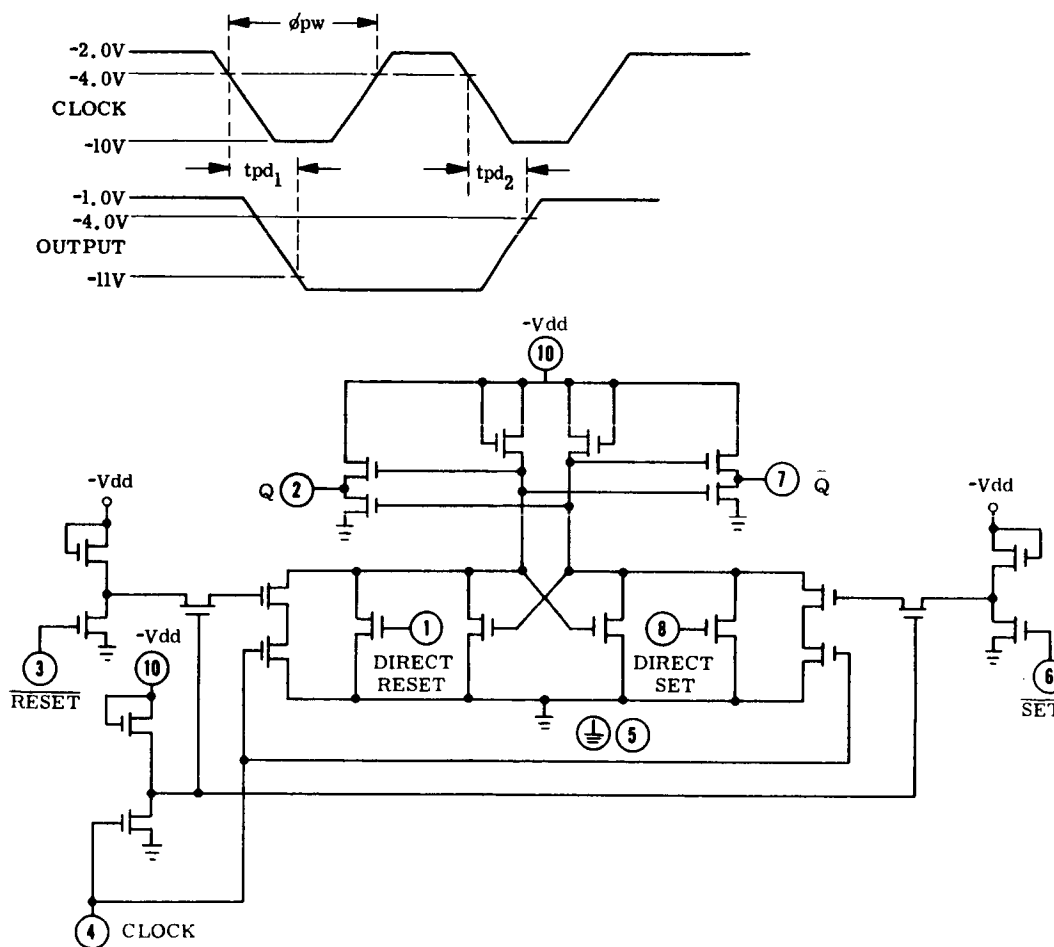 ϕpw
-2.0V
-4.0V
CLOCK
-10V
tpd1
tpd2
-1.0V
-4.0V
OUTPUT
-11V
-Vdd
10
Q 2
7 Q̄
-Vdd
-Vdd
3
RESET
-Vdd
10
1
DIRECT
RESET
8
DIRECT
SET
6
SET
5
4 CLOCK